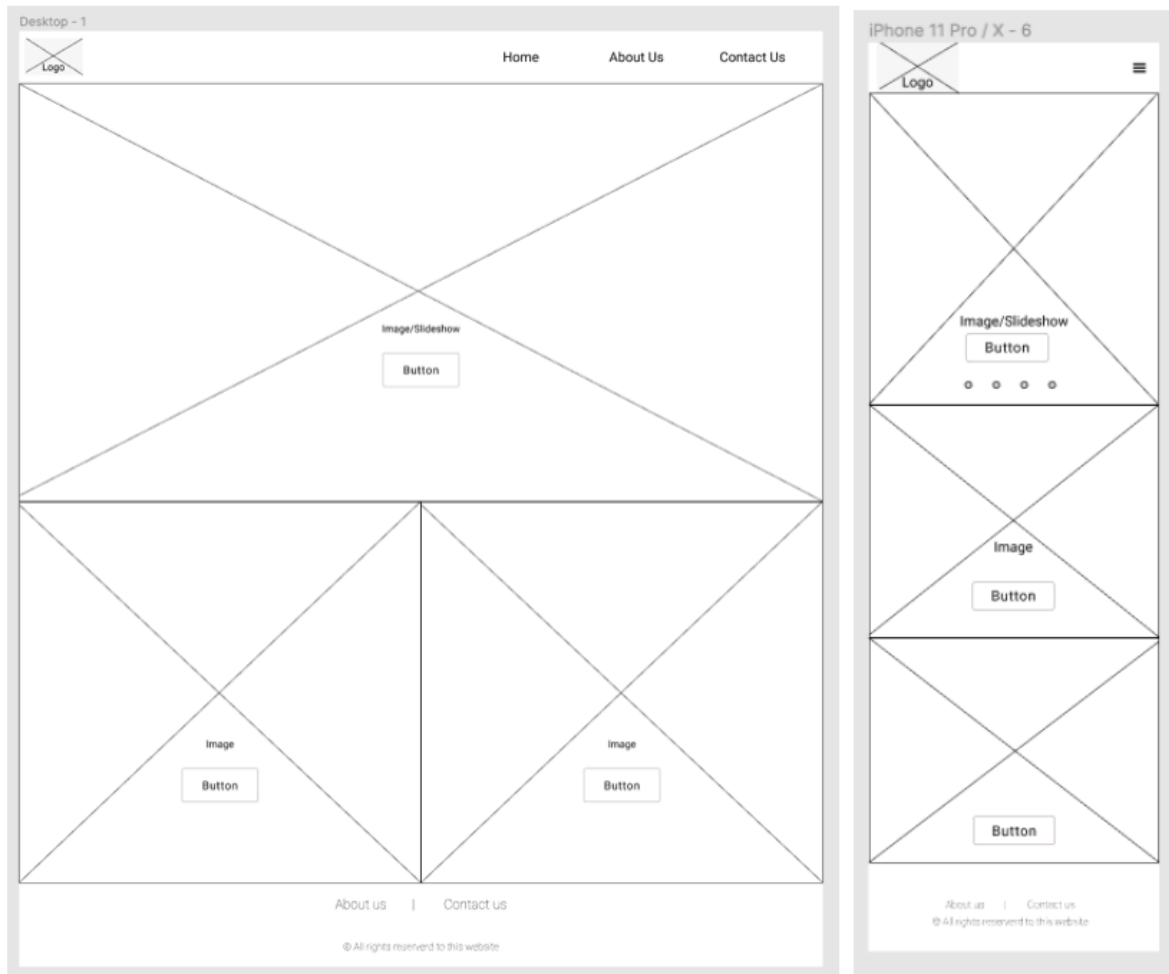 Desktop - 1
Logo
Home About Us Contact Us
Image/Slideshow
Button
Image
Button
Image
Button
About us | Contact us
© All rights reserverd to this website
iPhone 11 Pro / X - 6
Logo
Image/Slideshow
Button
Image
Button
Button
About us | Contact us
© All rights reserverd to this website